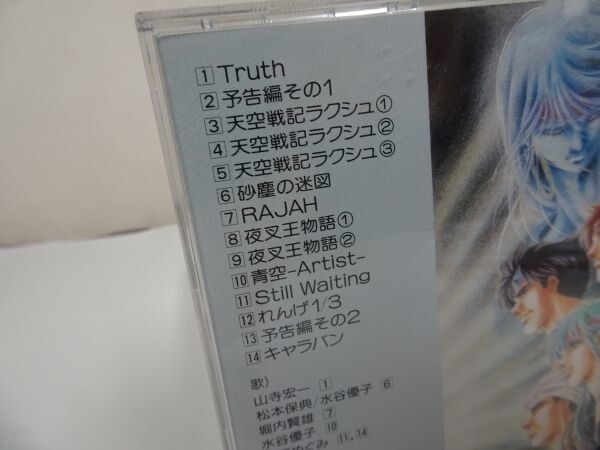 1 Truth
2 予告編その1
3 天空戦記ラクシュ①
4 天空戦記ラクシュ②
5 天空戦記ラクシュ③
6 砂塵の迷図
7 RAJAH
8 夜叉王物語①
9 夜叉王物語②
10 青空-Artist-
11 Still Waiting
12 れんげ1/3
13 予告編その2
14 キャラバン
歌)
山寺宏一 1
松本保典/水谷優子 6
堀内賢雄 7
水谷優子 10
めぐみ 11,14